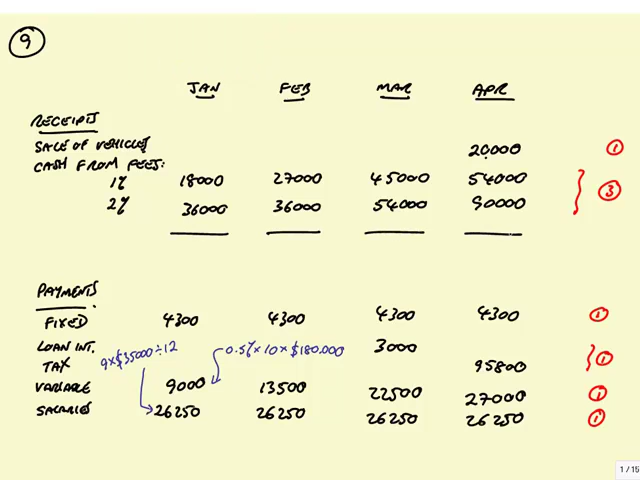 9
JAN FEB MAR APR
RECEIPTS
SALE OF VEHICLES 20000 1
CASH FROM FEES:
1% 18000 27000 45000 54000 3
2% 36000 36000 54000 90000
PAYMENTS
FIXED 4300 4300 4300 4300 1
LOAN INT. 9x$35000÷12 0.5%x10x$180.000 3000
TAX 95800 1
VARIABLE 9000 13500 22500 27000 1
SALARIES 26250 26250 26250 26250 1
1 / 15